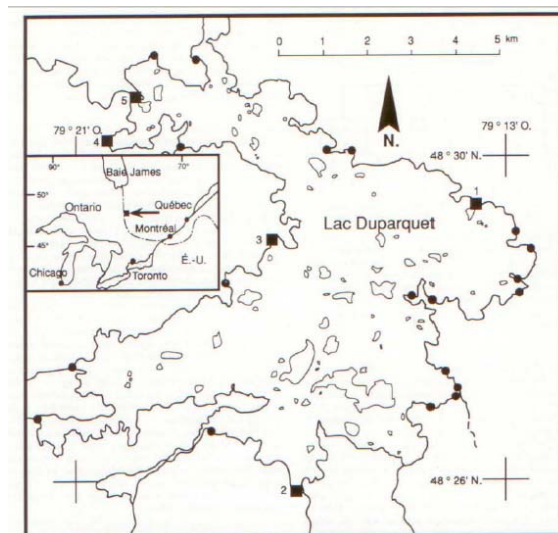 0 1 2 3 4 5 km
5
79 ° 21' O.
4
79 ° 13' O.
N.
48 ° 30' N.
90° 70°
Baie James
50°
Ontario
Québec
Montréal
45°
É.-U.
Chicago
Toronto
1
Lac Duparquet
3
2
48 ° 26' N.